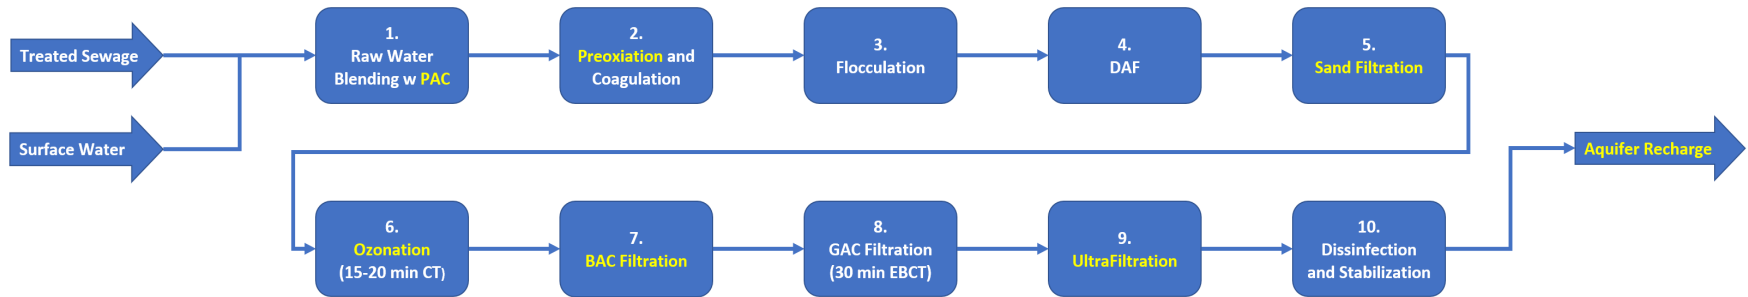 Treated Sewage
Surface Water
1.
Raw Water
Blending w PAC
2.
Preoxiation and
Coagulation
3.
Flocculation
4.
DAF
5.
Sand Filtration
6.
Ozonation
(15-20 min CT)
7.
BAC Filtration
8.
GAC Filtration
(30 min EBCT)
9.
UltraFiltration
10.
Dissinfection
and Stabilization
Aquifer Recharge